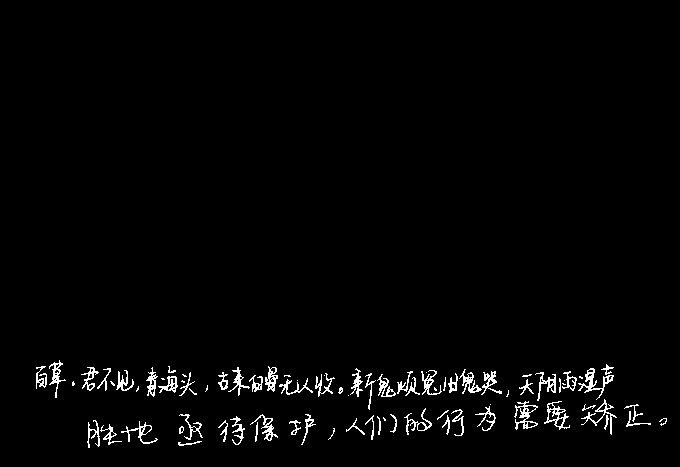 百草。君不见,青海头,古来白骨无人收。新鬼烦冤旧鬼哭,天阴雨湿声
胜地亟待保护,人们的行为需要矫正。